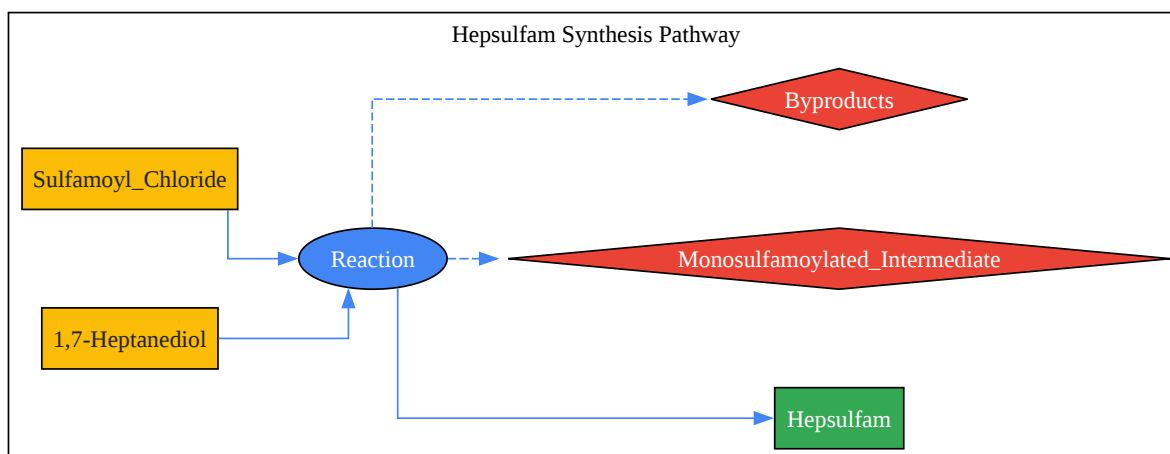 Hepsulfam Synthesis Pathway
Byproducts
Sulfamoyl_Chloride
Reaction
Monosulfamoylated_Intermediate
1,7-Heptanediol
Hepsulfam